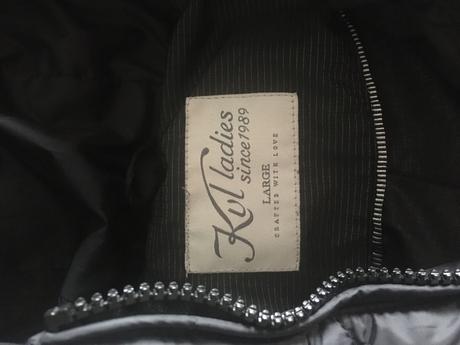 Kvl ladies
since1989
LARGE
CRAFTED WITH LOVE